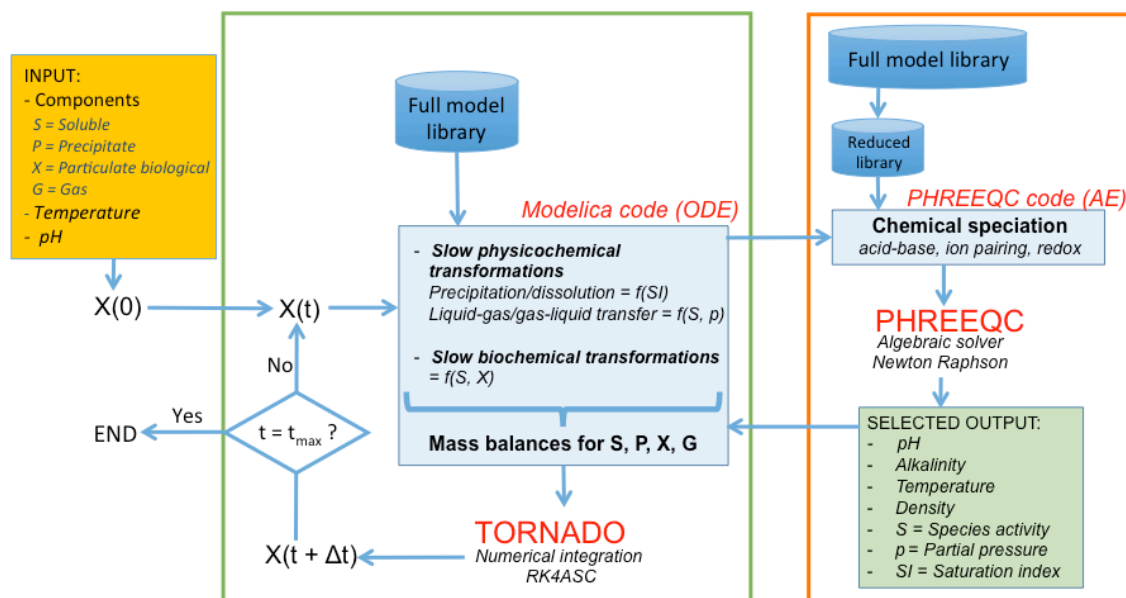 INPUT:
- Components
S = Soluble
P = Precipitate
X = Particulate biological
G = Gas
- Temperature
- pH
X(0)
X(t)
No
Yes
END
t = tmax ?
X(t + Δt)
Full model
library
Modelica code (ODE)
- Slow physicochemical
transformations
Precipitation/dissolution = f(SI)
Liquid-gas/gas-liquid transfer = f(S, p)
- Slow biochemical transformations
= f(S, X)
Mass balances for S, P, X, G
TORNADO
Numerical integration
RK4ASC
Full model library
Reduced
library
PHREEQC code (AE)
Chemical speciation
acid-base, ion pairing, redox
PHREEQC
Algebraic solver
Newton Raphson
SELECTED OUTPUT:
- pH
- Alkalinity
- Temperature
- Density
- S = Species activity
- p = Partial pressure
- SI = Saturation index